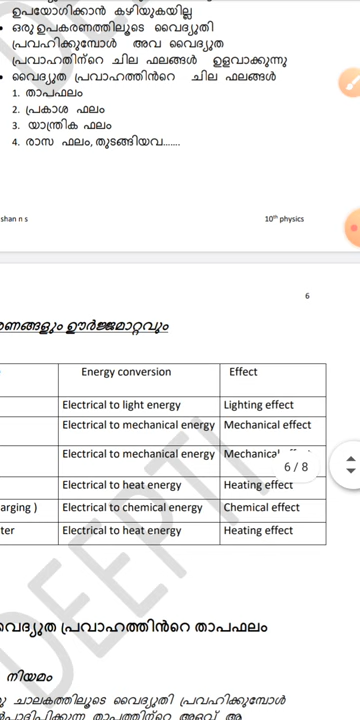 ഉപയോഗിക്കാൻ കഴിയുകയില്ല
• ഒരു ഉപകരണത്തിലൂടെ വൈദ്യുതി
പ്രവഹിക്കുമ്പോൾ അവ വൈദ്യുത
പ്രവാഹതിന്റെ ചില ഫലങ്ങൾ ഉളവാക്കുന്നു
• വൈദ്യുത പ്രവാഹത്തിൻറെ ചില ഫലങ്ങൾ
1. താപഫലം
2. പ്രകാശ ഫലം
3. യാന്ത്രിക ഫലം
4. രാസ ഫലം, തുടങ്ങിയവ.......
shan n s 10th physics
6
രണങ്ങളും ഊർജ്ജമാറ്റവും
Energy conversion Effect
Electrical to light energy Lighting effect
Electrical to mechanical energy Mechanical effect
Electrical to mechanical energy
6 / 8
Electrical to heat energy Heating effect
arging ) Electrical to chemical energy Chemical effect
ter Electrical to heat energy Heating effect
DEEPTI
വൈദ്യുത പ്രവാഹത്തിൻറെ താപഫലം
നിയമം
ചാലകത്തിലൂടെ വൈദ്യുതി പ്രവഹിക്കുമ്പോൾ